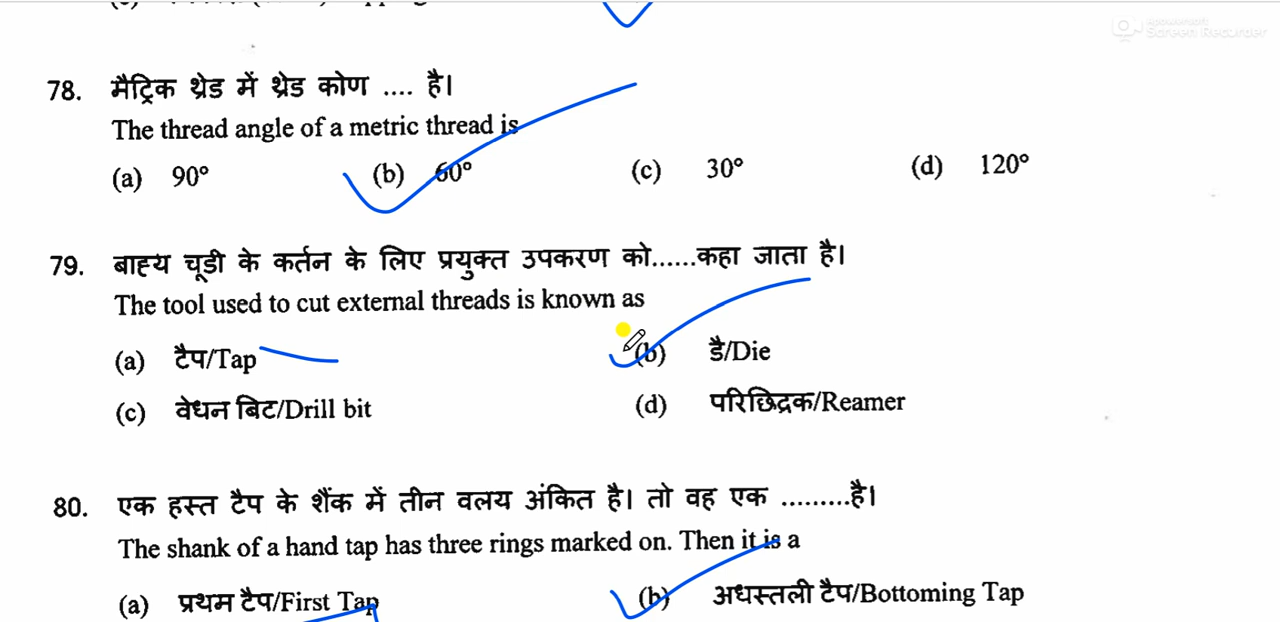 78. मैट्रिक थ्रेड में थ्रेड कोण .... है।
The thread angle of a metric thread is
(a) 90° (b) 60° (c) 30° (d) 120°
79. बाह्य चूडी के कर्तन के लिए प्रयुक्त उपकरण को......कहा जाता है।
The tool used to cut external threads is known as
(a) टैप/Tap (b) डै/Die
(c) वेधन बिट/Drill bit (d) परिछिद्रक/Reamer
80. एक हस्त टैप के शैंक में तीन वलय अंकित है। तो वह एक .........है।
The shank of a hand tap has three rings marked on. Then it is a
(a) प्रथम टैप/First Tap (b) अधस्तली टैप/Bottoming Tap
Apowersoft
Screen Recorder